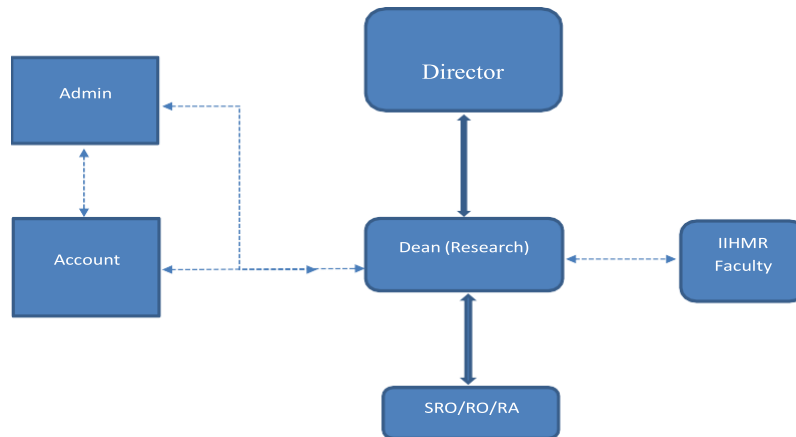 Director
Admin
Dean (Research)
IIHMR
Faculty
Account
SRO/RO/RA